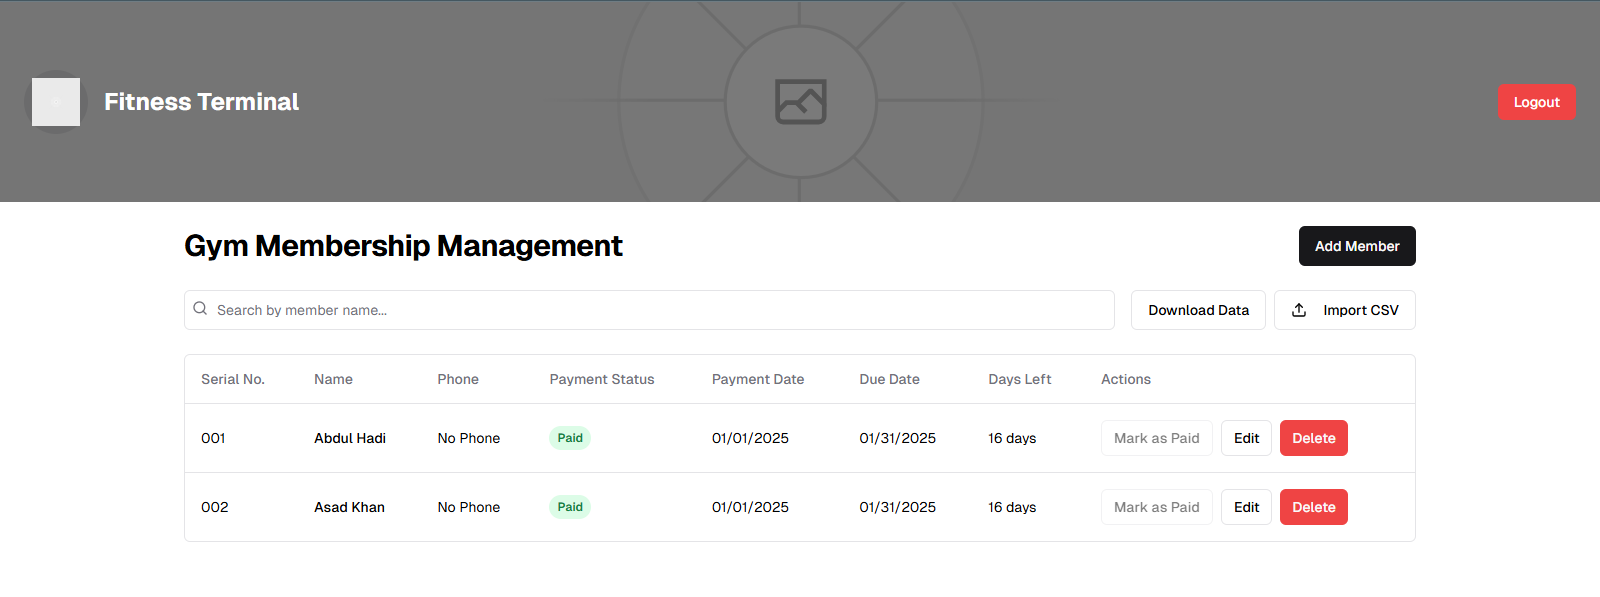 Fitness Terminal
Logout
Gym Membership Management
Add Member
Search by member name...
Download Data
Import CSV
Serial No. Name Phone Payment Status Payment Date Due Date Days Left Actions
001 Abdul Hadi No Phone Paid 01/01/2025 01/31/2025 16 days Mark as Paid Edit Delete
002 Asad Khan No Phone Paid 01/01/2025 01/31/2025 16 days Mark as Paid Edit Delete